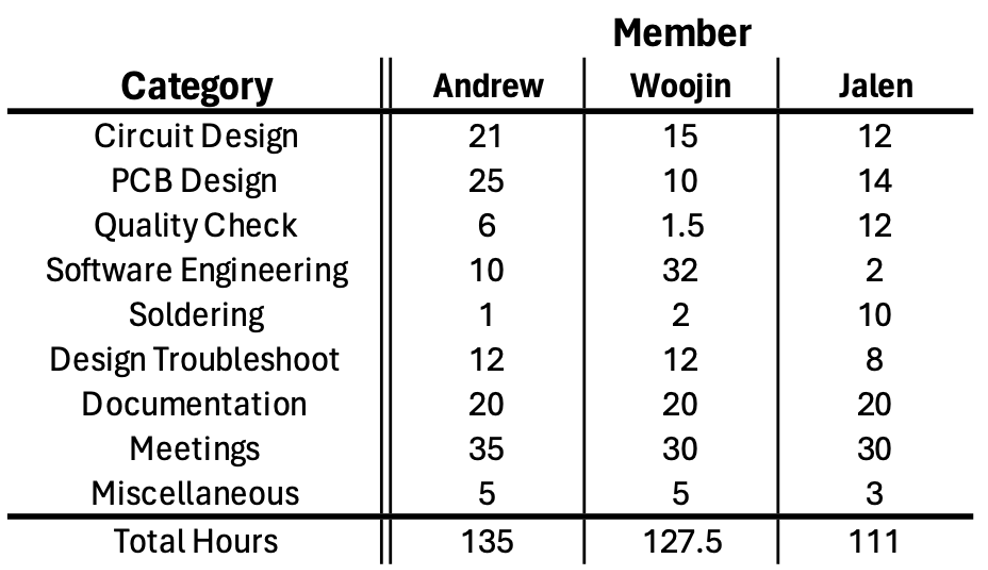 Member
Category Andrew Woojin Jalen
Circuit Design 21 15 12
PCB Design 25 10 14
Quality Check 6 1.5 12
Software Engineering 10 32 2
Soldering 1 2 10
Design Troubleshoot 12 12 8
Documentation 20 20 20
Meetings 35 30 30
Miscellaneous 5 5 3
Total Hours 135 127.5 111